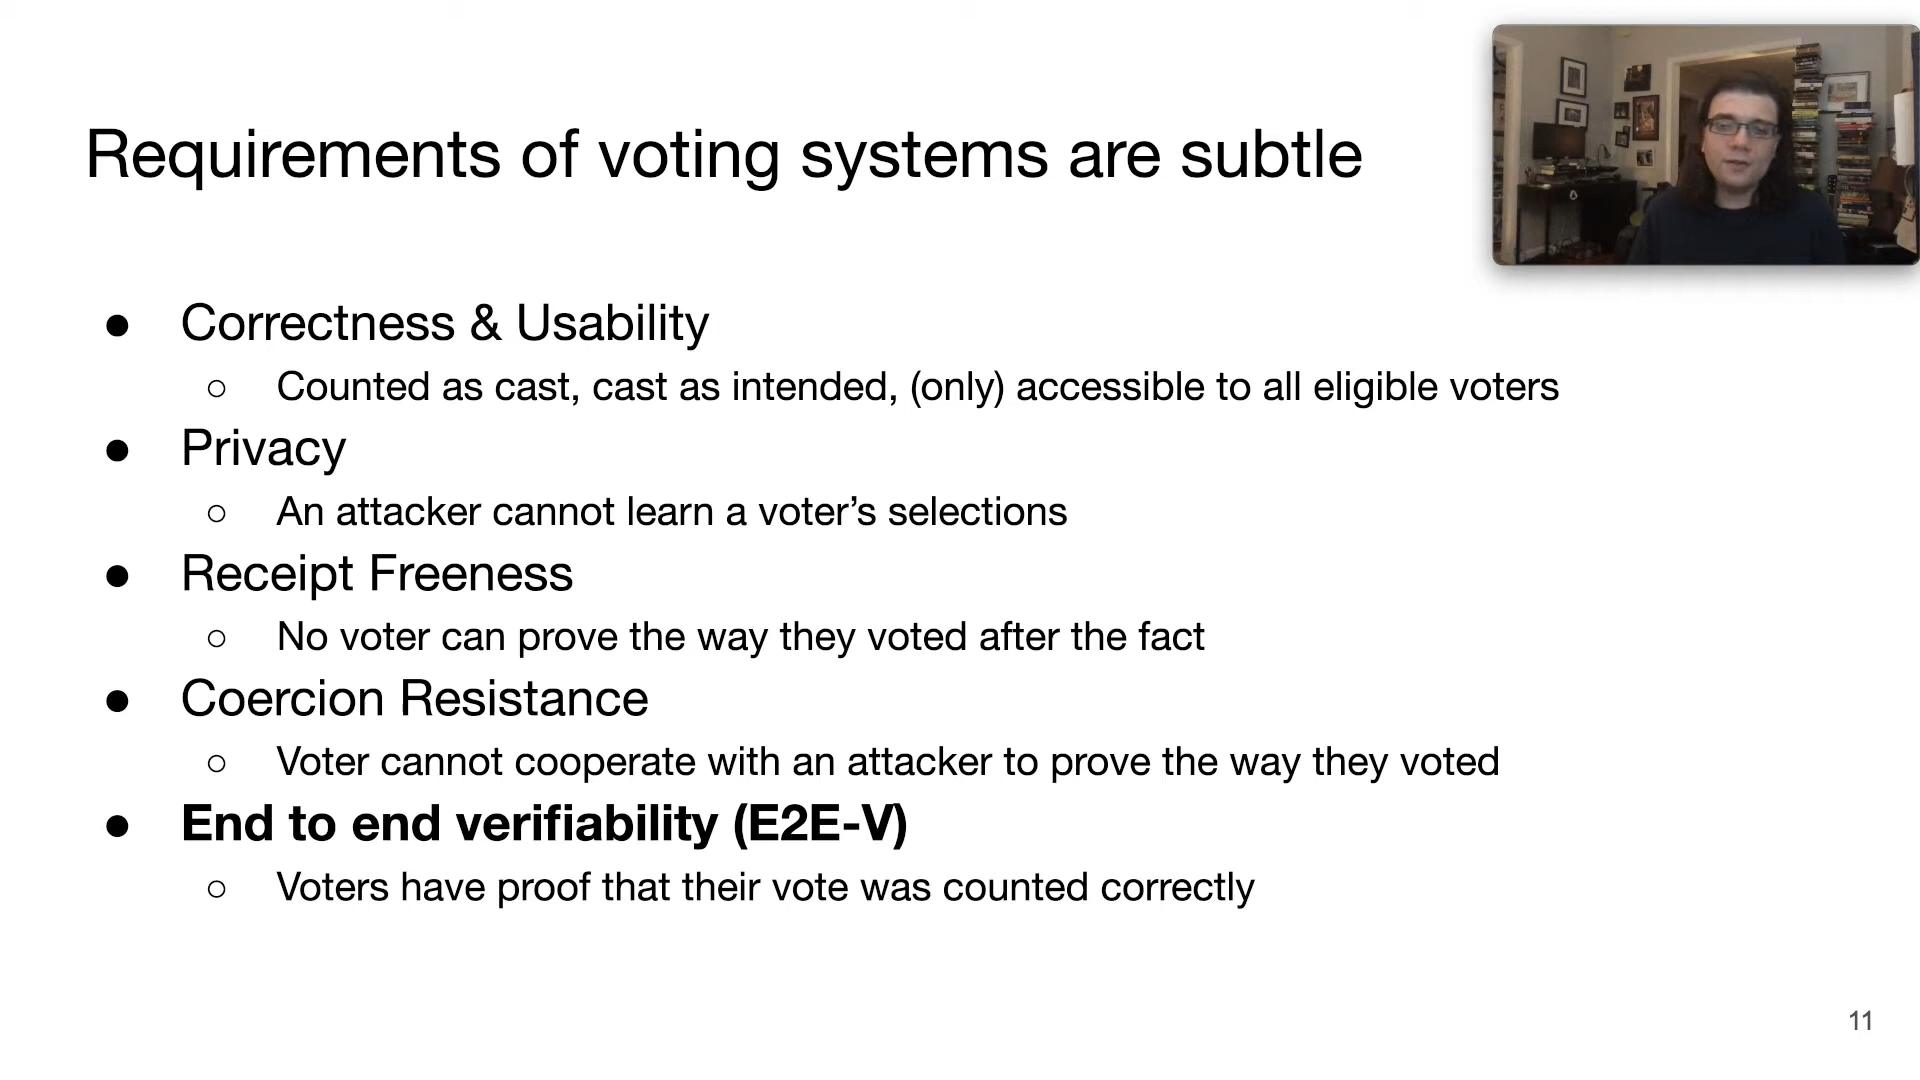 Requirements of voting systems are subtle
● Correctness & Usability
○ Counted as cast, cast as intended, (only) accessible to all eligible voters
● Privacy
○ An attacker cannot learn a voter’s selections
● Receipt Freeness
○ No voter can prove the way they voted after the fact
● Coercion Resistance
○ Voter cannot cooperate with an attacker to prove the way they voted
● End to end verifiability (E2E-V)
○ Voters have proof that their vote was counted correctly
11